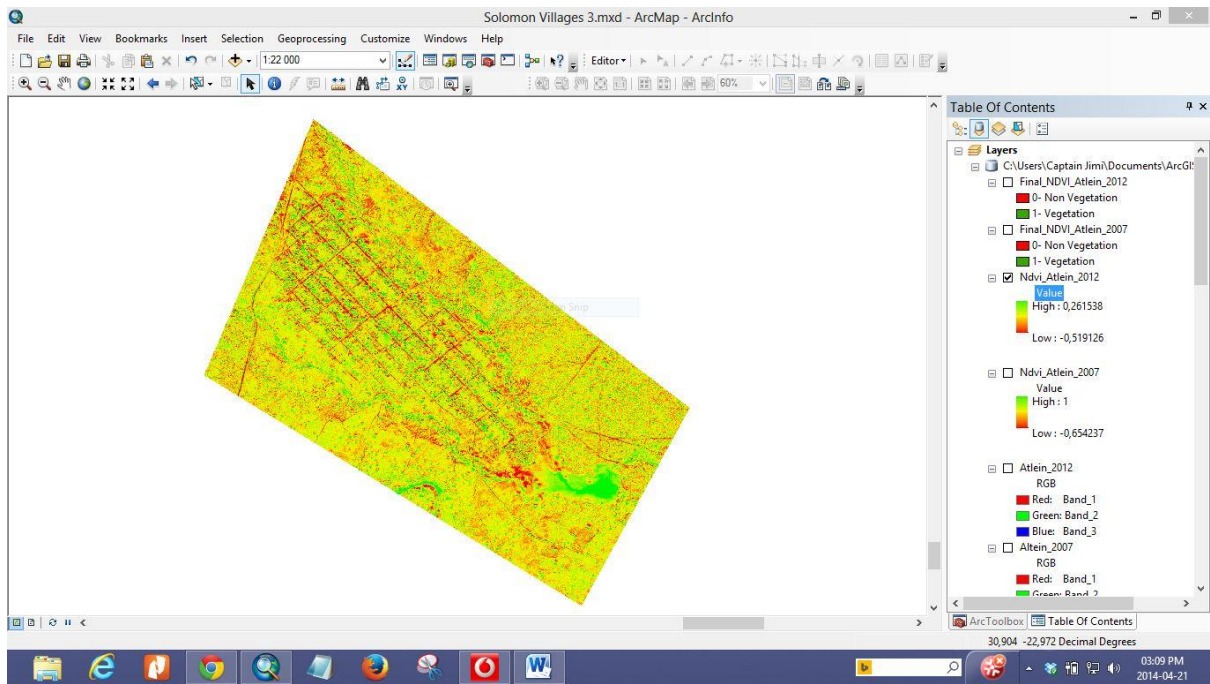 Solomon Villages 3.mxd - ArcMap - ArcInfo
File Edit View Bookmarks Insert Selection Geoprocessing Customize Windows Help
1:22 000
Editor
60%
Table Of Contents
Layers
C:\Users\Captain Jimi\Documents\ArcGI
Final_NDVI_Atlein_2012
0- Non Vegetation
1- Vegetation
Final_NDVI_Atlein_2007
0- Non Vegetation
1- Vegetation
Ndvi_Atlein_2012
Value
High : 0,261538
Low : -0,519126
Ndvi_Atlein_2007
Value
High : 1
Low : -0,654237
Atlein_2012
RGB
Red: Band_1
Green: Band_2
Blue: Band_3
Altein_2007
RGB
Red: Band_1
Green: Band_2
Snip
ArcToolbox Table Of Contents
30,904 -22,972 Decimal Degrees
03:09 PM
2014-04-21